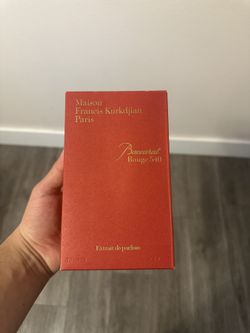 Maison
Francis Kurkdjian
Paris
Baccarat
Rouge 540
Extrait de parfum